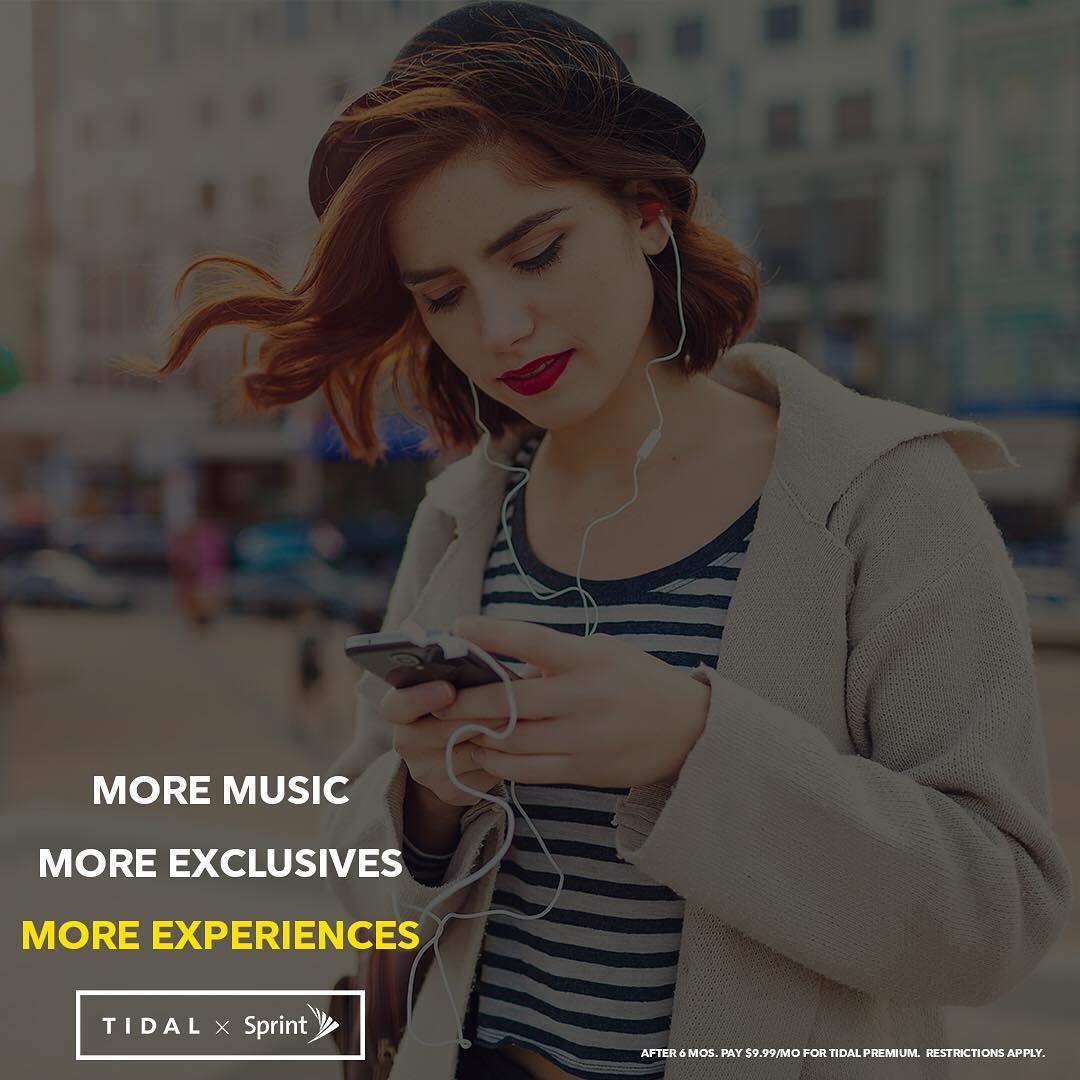 MORE MUSIC
MORE EXCLUSIVES
MORE EXPERIENCES
TIDAL × Sprint
AFTER 6 MOS. PAY $9.99/MO FOR TIDAL PREMIUM. RESTRICTIONS APPLY.